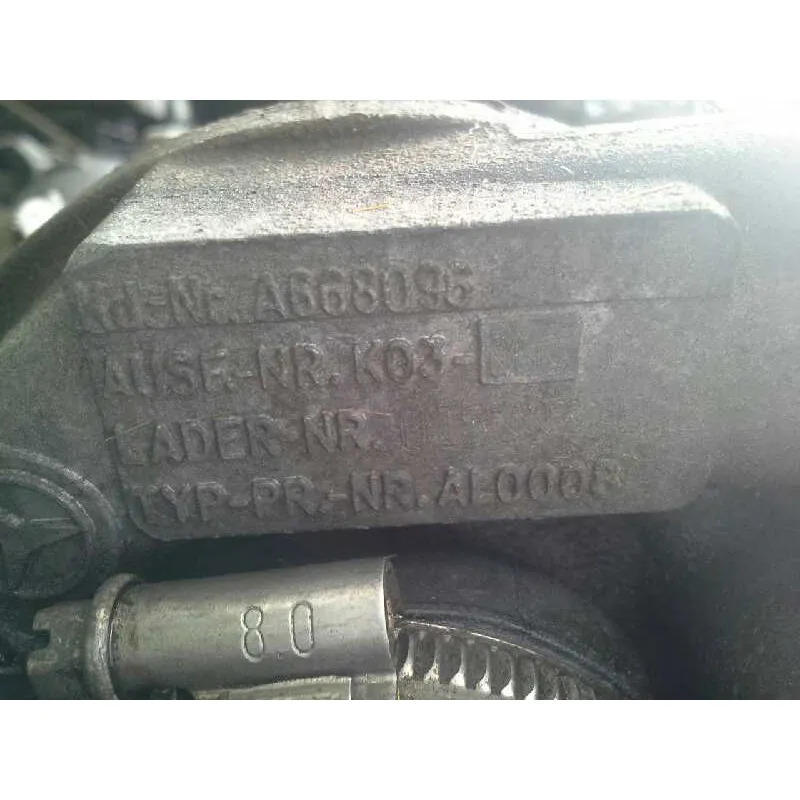 Kd-Nr. A668096
AUSF.-NR. K03-
LADER-NR.
TYP-PR.-NR. AL0008
8.0